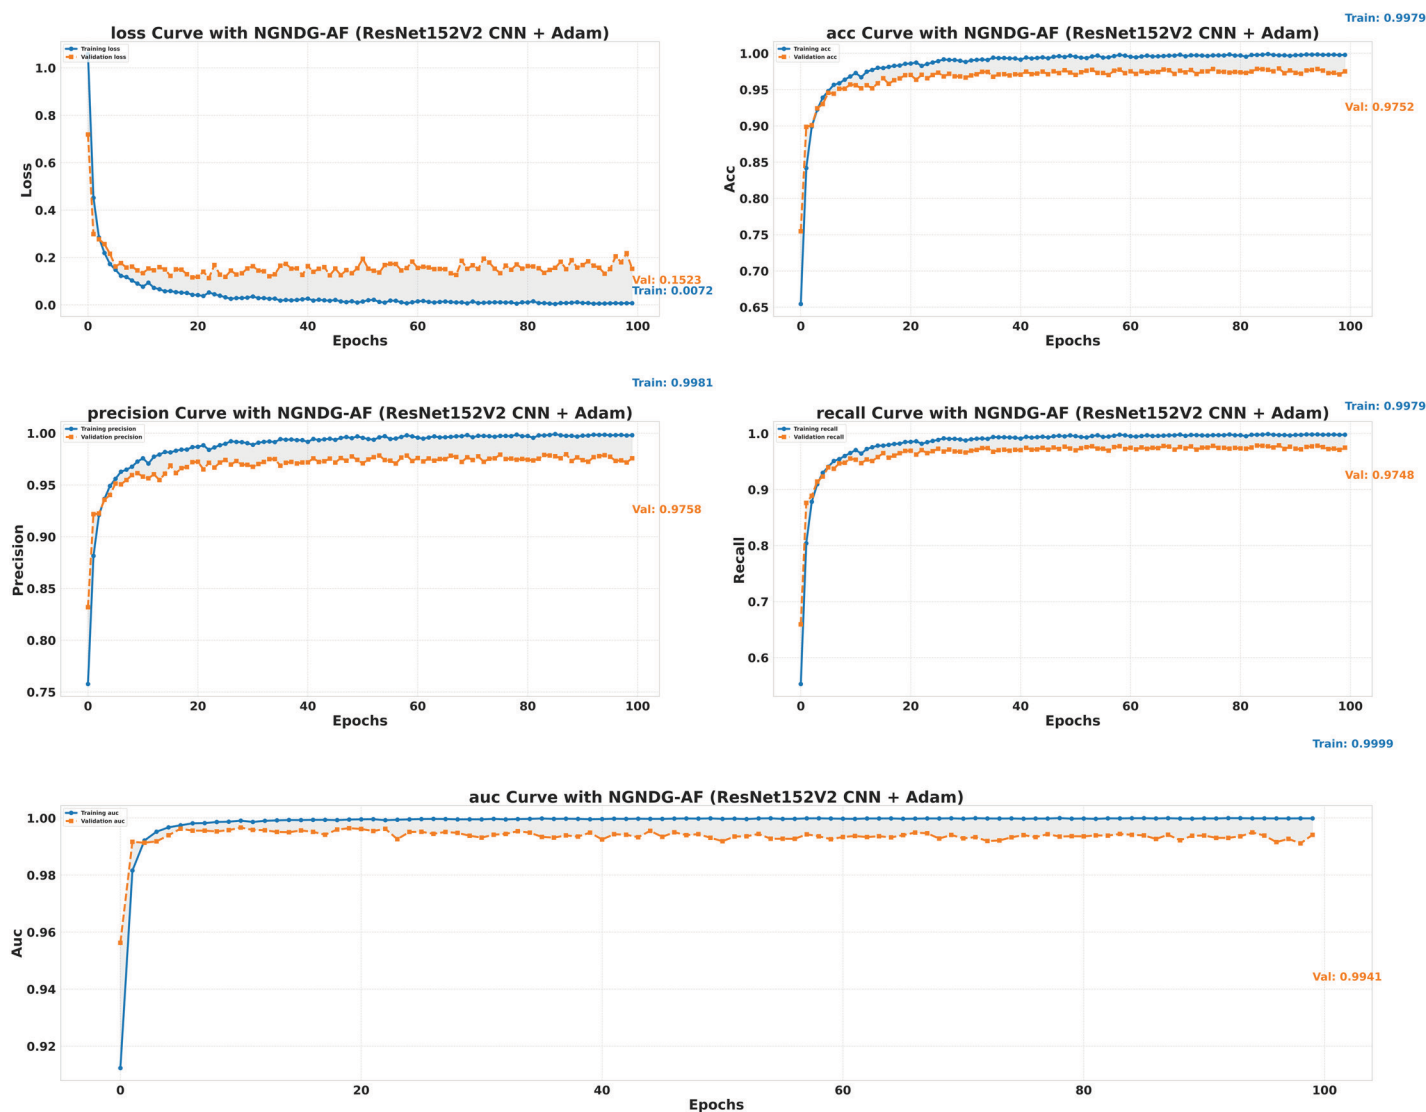 Train: 0.9979
loss Curve with NGNDG-AF (ResNet152V2 CNN + Adam)
Training loss
Validation loss
1.0
0.8
0.6
0.4
0.2
0.0
Loss
Val: 0.1523
Train: 0.0072
0 20 40 60 80 100
Epochs
acc Curve with NGNDG-AF (ResNet152V2 CNN + Adam)
Training acc
Validation acc
1.00
0.95
0.90
0.85
0.80
0.75
0.70
0.65
Acc
Val: 0.9752
0 20 40 60 80 100
Epochs
Train: 0.9981
precision Curve with NGNDG-AF (ResNet152V2 CNN + Adam)
Training precision
Validation precision
1.00
0.95
0.90
0.85
0.80
0.75
Precision
Val: 0.9758
0 20 40 60 80 100
Epochs
Train: 0.9979
recall Curve with NGNDG-AF (ResNet152V2 CNN + Adam)
Training recall
Validation recall
1.0
0.9
0.8
0.7
0.6
Recall
Val: 0.9748
0 20 40 60 80 100
Epochs
Train: 0.9999
auc Curve with NGNDG-AF (ResNet152V2 CNN + Adam)
Training auc
Validation auc
1.00
0.98
0.96
0.94
0.92
Auc
Val: 0.9941
0 20 40 60 80 100
Epochs